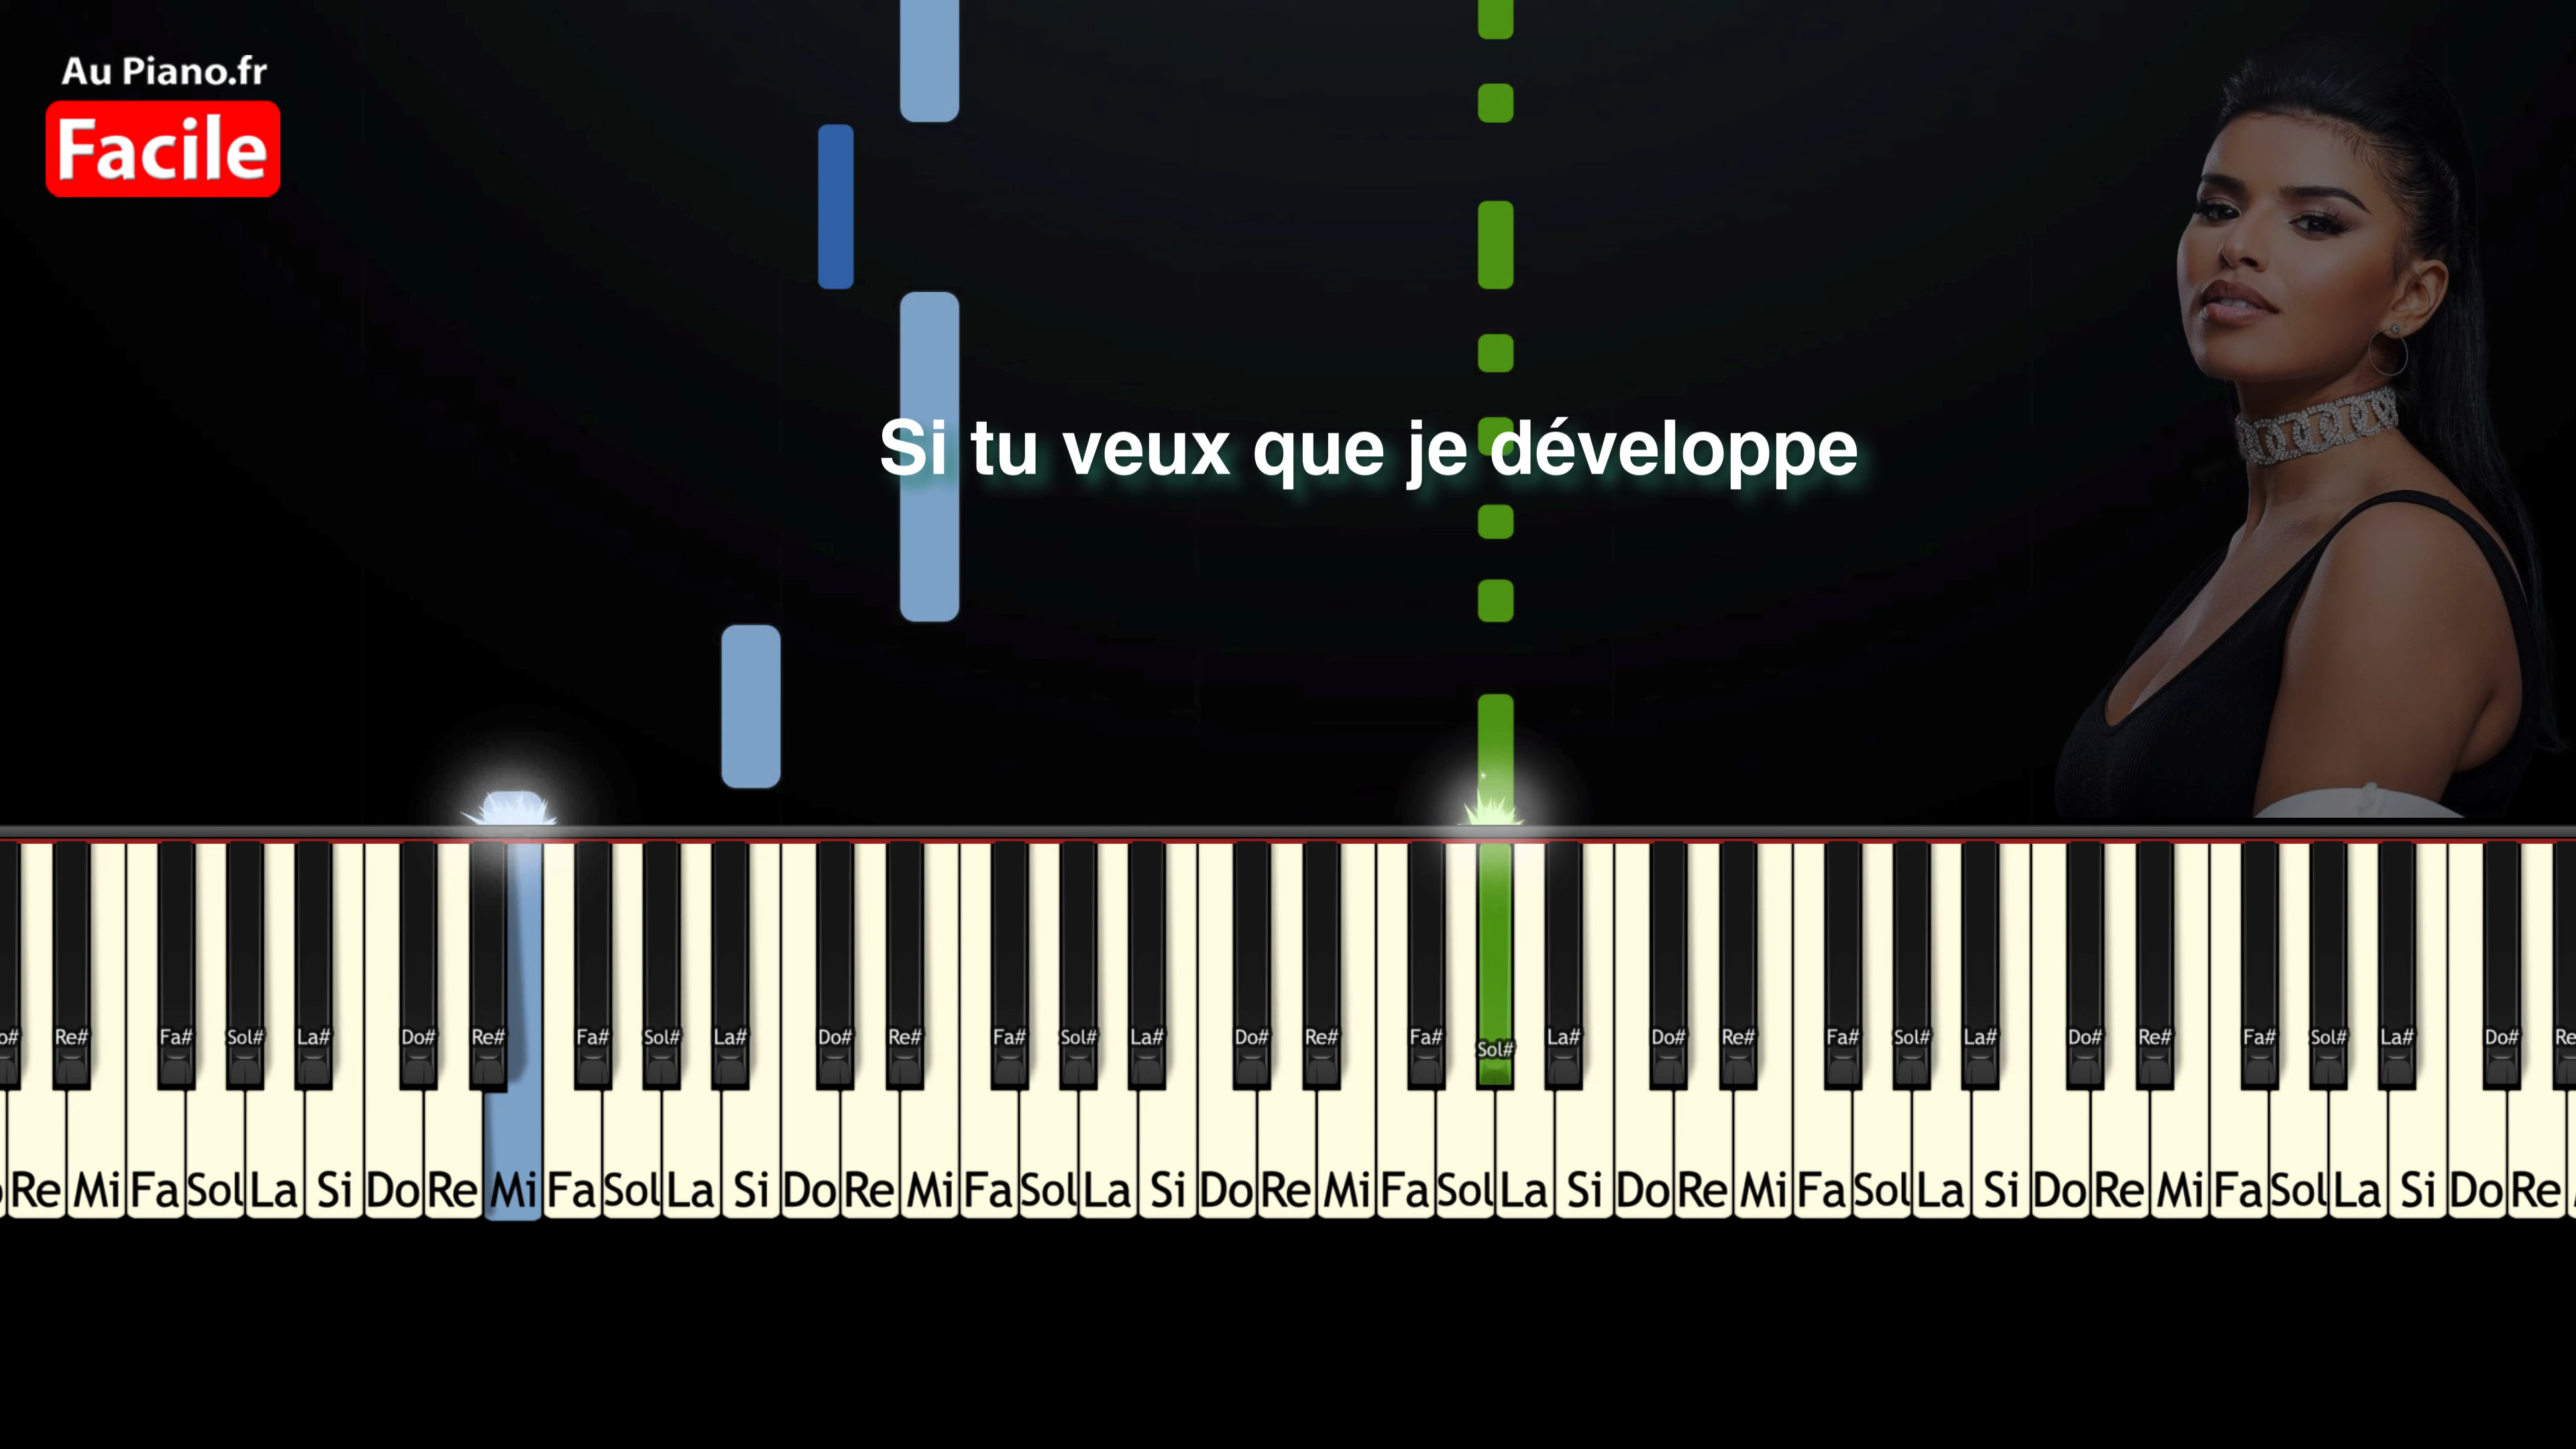 Au Piano.fr
Facile
Si tu veux que je développe
Re# Fa# Sol# La# Do# Re# Fa# Sol# La# Do# Re# Fa# Sol# La# Do# Re# Fa# Sol# La# Do# Re# Fa# Sol# La# Do# Re# Fa# Sol# La# Do#
Re Mi Fa Sol La Si Do Re Mi Fa Sol La Si Do Re Mi Fa Sol La Si Do Re Mi Fa Sol La Si Do Re Mi Fa Sol La Si Do Re Mi Fa Sol La Si Do Re